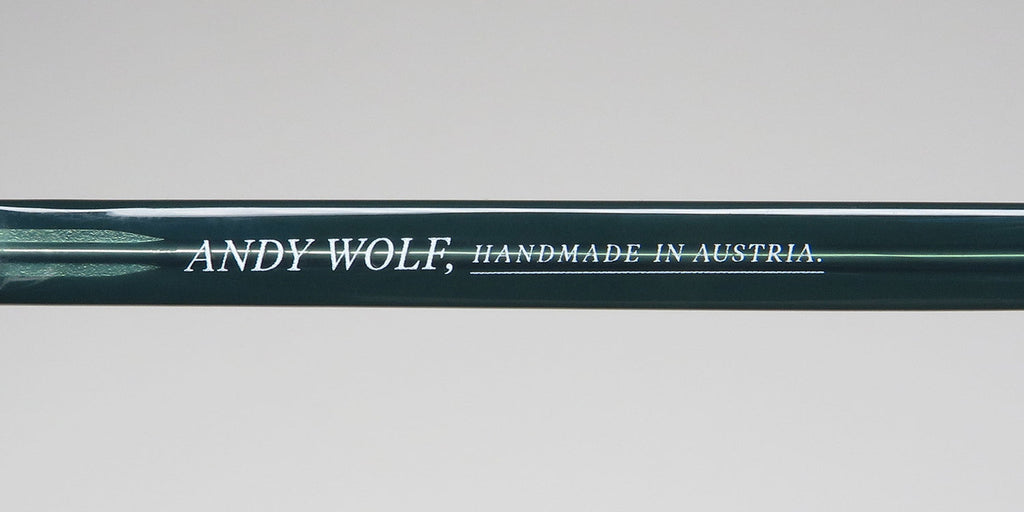 ANDY WOLF, HANDMADE IN AUSTRIA.